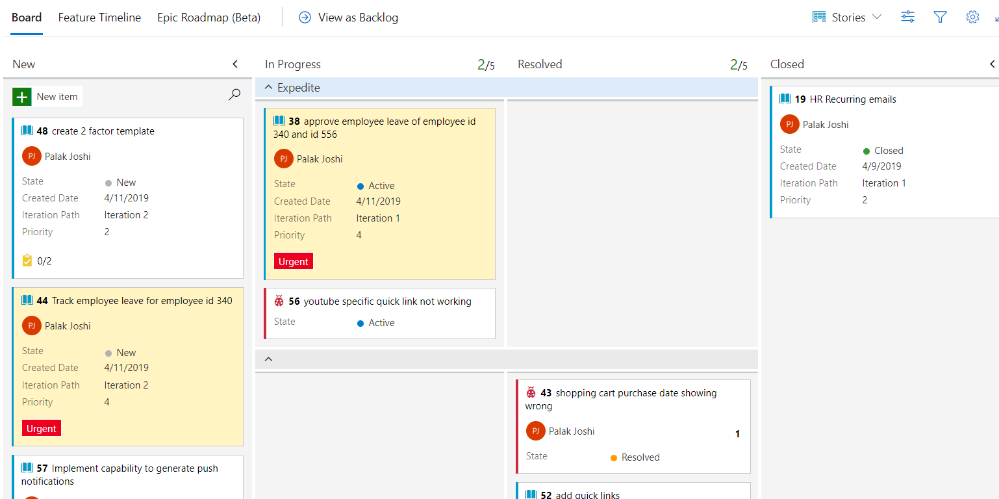 Board Feature Timeline Epic Roadmap (Beta) View as Backlog Stories
New
New item
48 create 2 factor template
PJ Palak Joshi
State New
Created Date 4/11/2019
Iteration Path Iteration 2
Priority 2
0/2
44 Track employee leave for employee id 340
PJ Palak Joshi
State New
Created Date 4/11/2019
Iteration Path Iteration 2
Priority 4
Urgent
57 Implement capability to generate push
notifications
In Progress 2/5
Expedite
38 approve employee leave of employee id
340 and id 556
PJ Palak Joshi
State Active
Created Date 4/11/2019
Iteration Path Iteration 1
Priority 4
Urgent
56 youtube specific quick link not working
State Active
Resolved 2/5
43 shopping cart purchase date showing
wrong
PJ Palak Joshi 1
State Resolved
52 add quick links
Closed
19 HR Recurring emails
PJ Palak Joshi
State Closed
Created Date 4/9/2019
Iteration Path Iteration 1
Priority 2